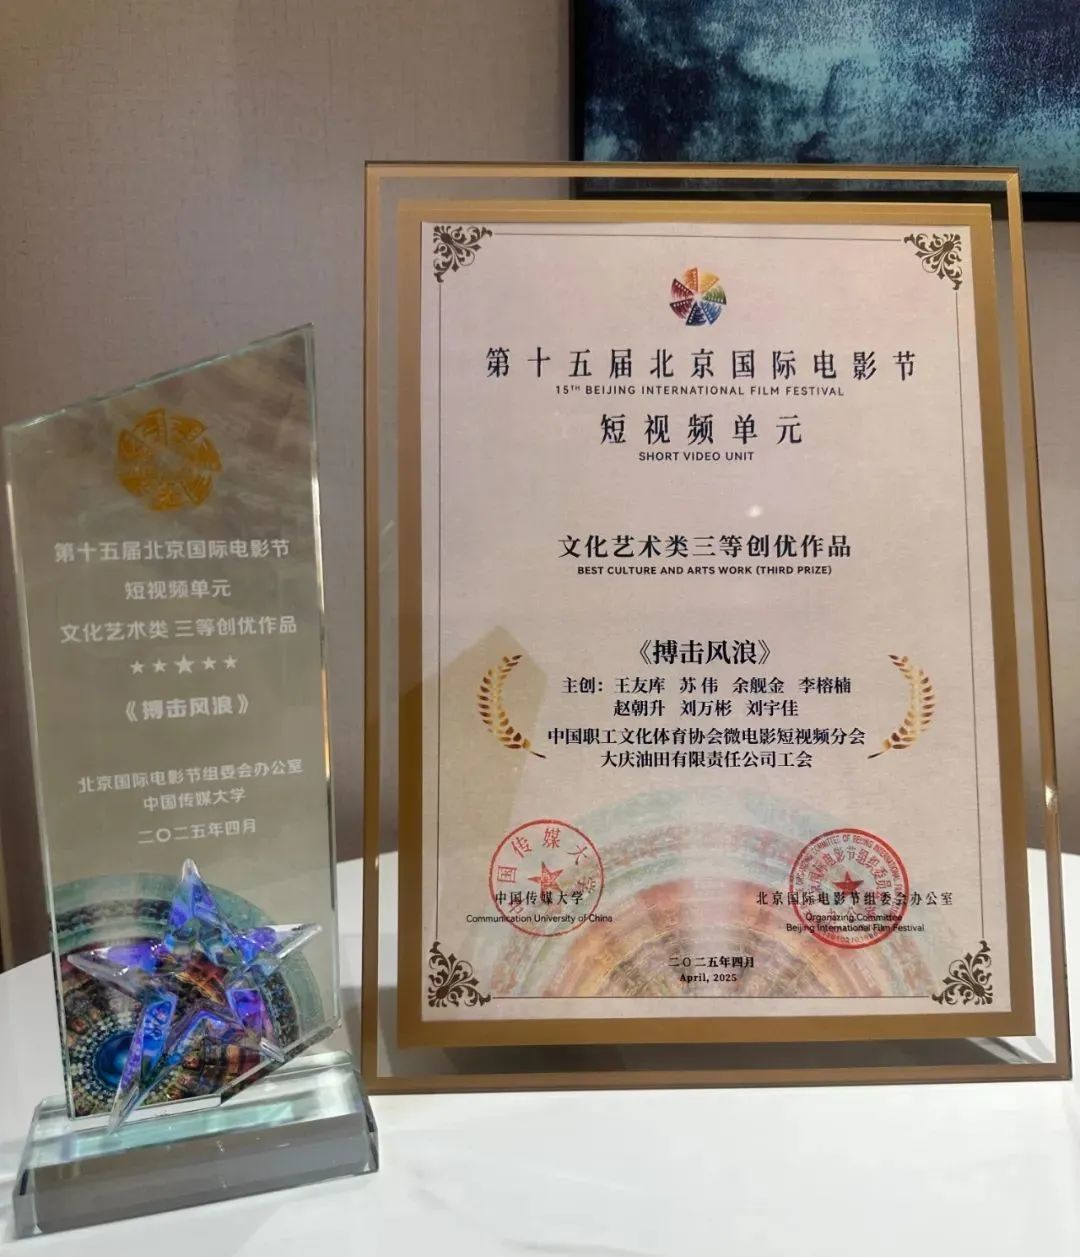 第十五届北京国际电影节
短视频单元
文化艺术类 三等创优作品
《搏击风浪》
北京国际电影节组委会办公室
中国传媒大学
二〇二五年四月
第十五届北京国际电影节
15TH BEIJING INTERNATIONAL FILM FESTIVAL
短视频单元
SHORT VIDEO UNIT
文化艺术类三等创优作品
BEST CULTURE AND ARTS WORK (THIRD PRIZE)
《搏击风浪》
主创：王友库 苏伟 余舰金 李榕楠
赵朝升 刘万彬 刘宇佳
中国职工文化体育协会微电影短视频分会
大庆油田有限责任公司工会
中国传媒大学
中国传媒大学
Communication University of China
北京国际电影节组委会办公室
Organizing Committee
Beijing International Film Festival
二〇二五年四月
April, 2025